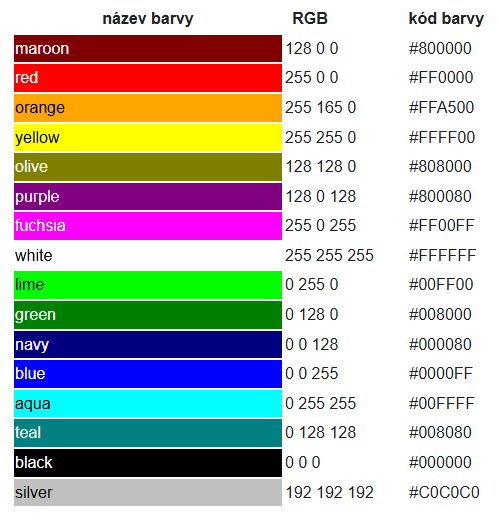 název barvy RGB kód barvy
maroon 128 0 0 #800000
red 255 0 0 #FF0000
orange 255 165 0 #FFA500
yellow 255 255 0 #FFFF00
olive 128 128 0 #808000
purple 128 0 128 #800080
fuchsia 255 0 255 #FF00FF
white 255 255 255 #FFFFFF
lime 0 255 0 #00FF00
green 0 128 0 #008000
navy 0 0 128 #000080
blue 0 0 255 #0000FF
aqua 0 255 255 #00FFFF
teal 0 128 128 #008080
black 0 0 0 #000000
silver 192 192 192 #C0C0C0